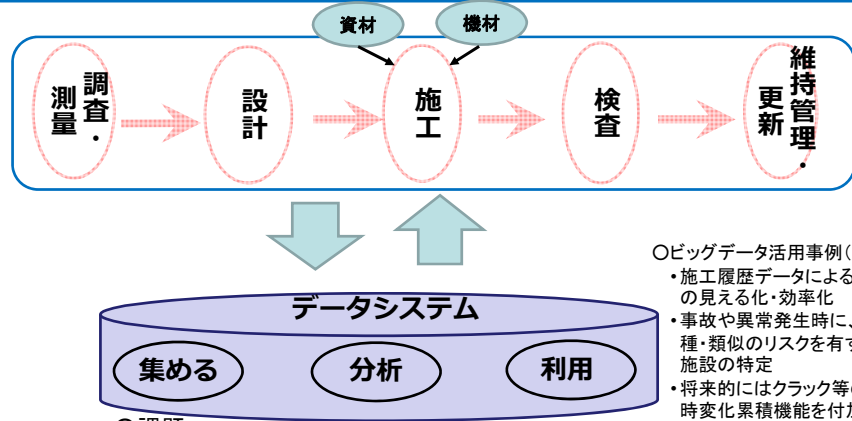 資材
機材
調査・
測量
設計
施工
検査
維持管理・
更新
データシステム
集める
分析
利用
○ビッグデータ活用事例(
・施工履歴データによる
の見える化・効率化
・事故や異常発生時に、
種・類似のリスクを有す
施設の特定
・将来的にはクラック等
時変化累積機能を付加